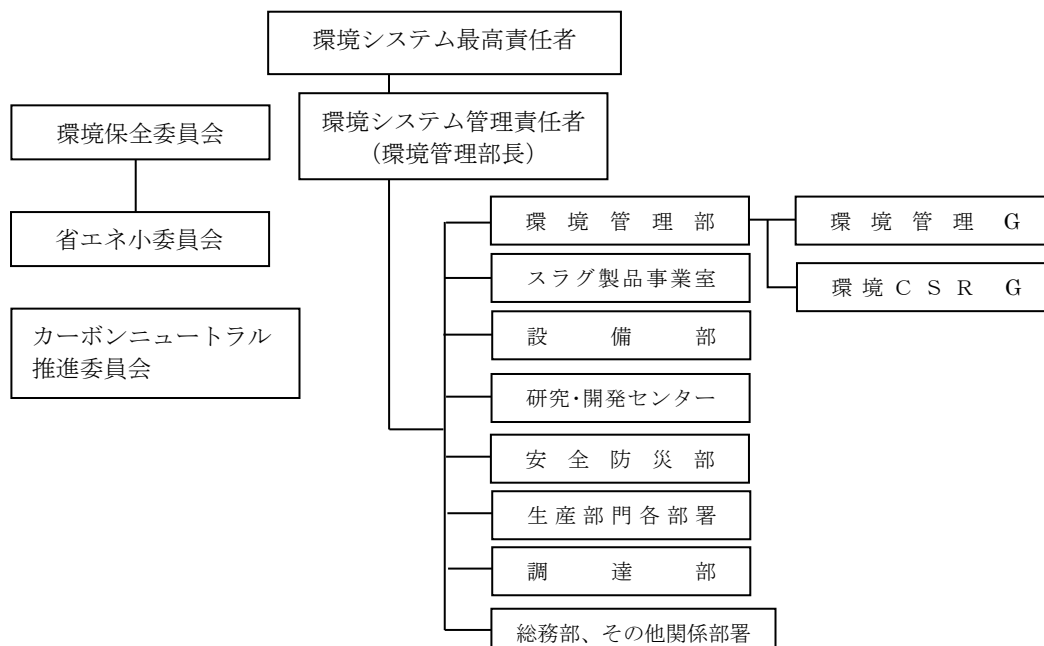 環境システム最高責任者
環境保全委員会
環境システム管理責任者
（環境管理部長）
省エネ小委員会
カーボンニュートラル
推進委員会
環境管理部
環境管理G
スラグ製品事業室
環境CSR G
設備部
研究・開発センター
安全防災部
生産部門各部署
調達部
総務部、その他関係部署